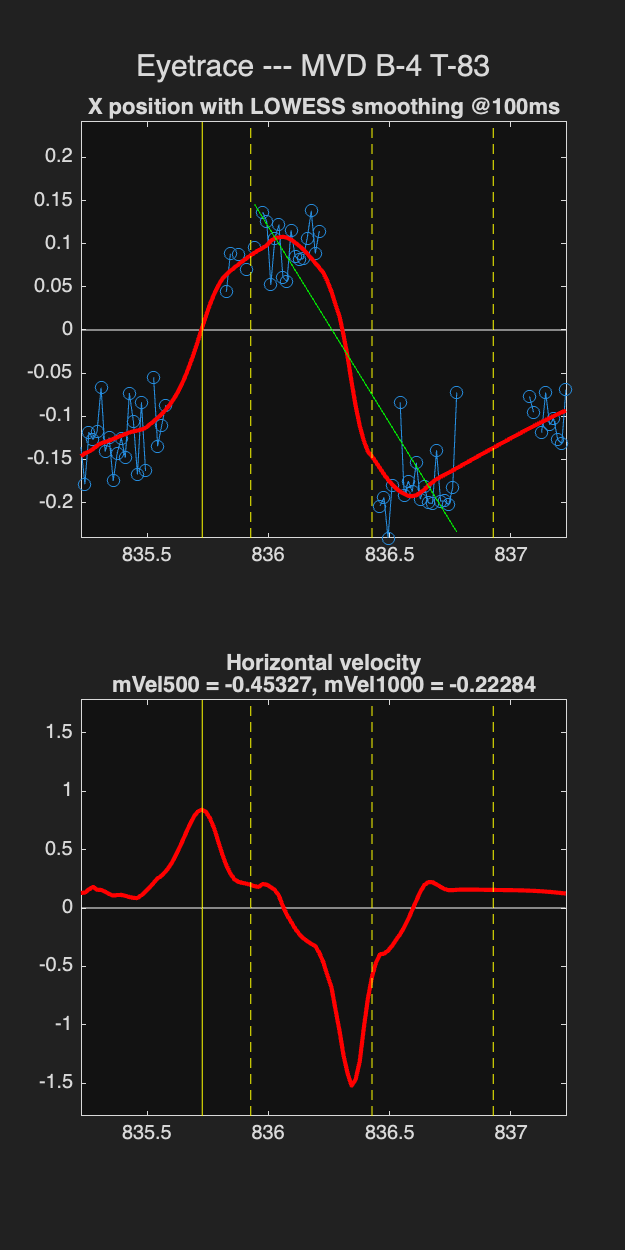 Eyetrace --- MVD B-4 T-83
X position with LOWESS smoothing @100ms
0.2
0.15
0.1
0.05
0
-0.05
-0.1
-0.15
-0.2
835.5 836 836.5 837
Horizontal velocity
mVel500 = -0.45327, mVel1000 = -0.22284
1.5
1
0.5
0
-0.5
-1
-1.5
835.5 836 836.5 837